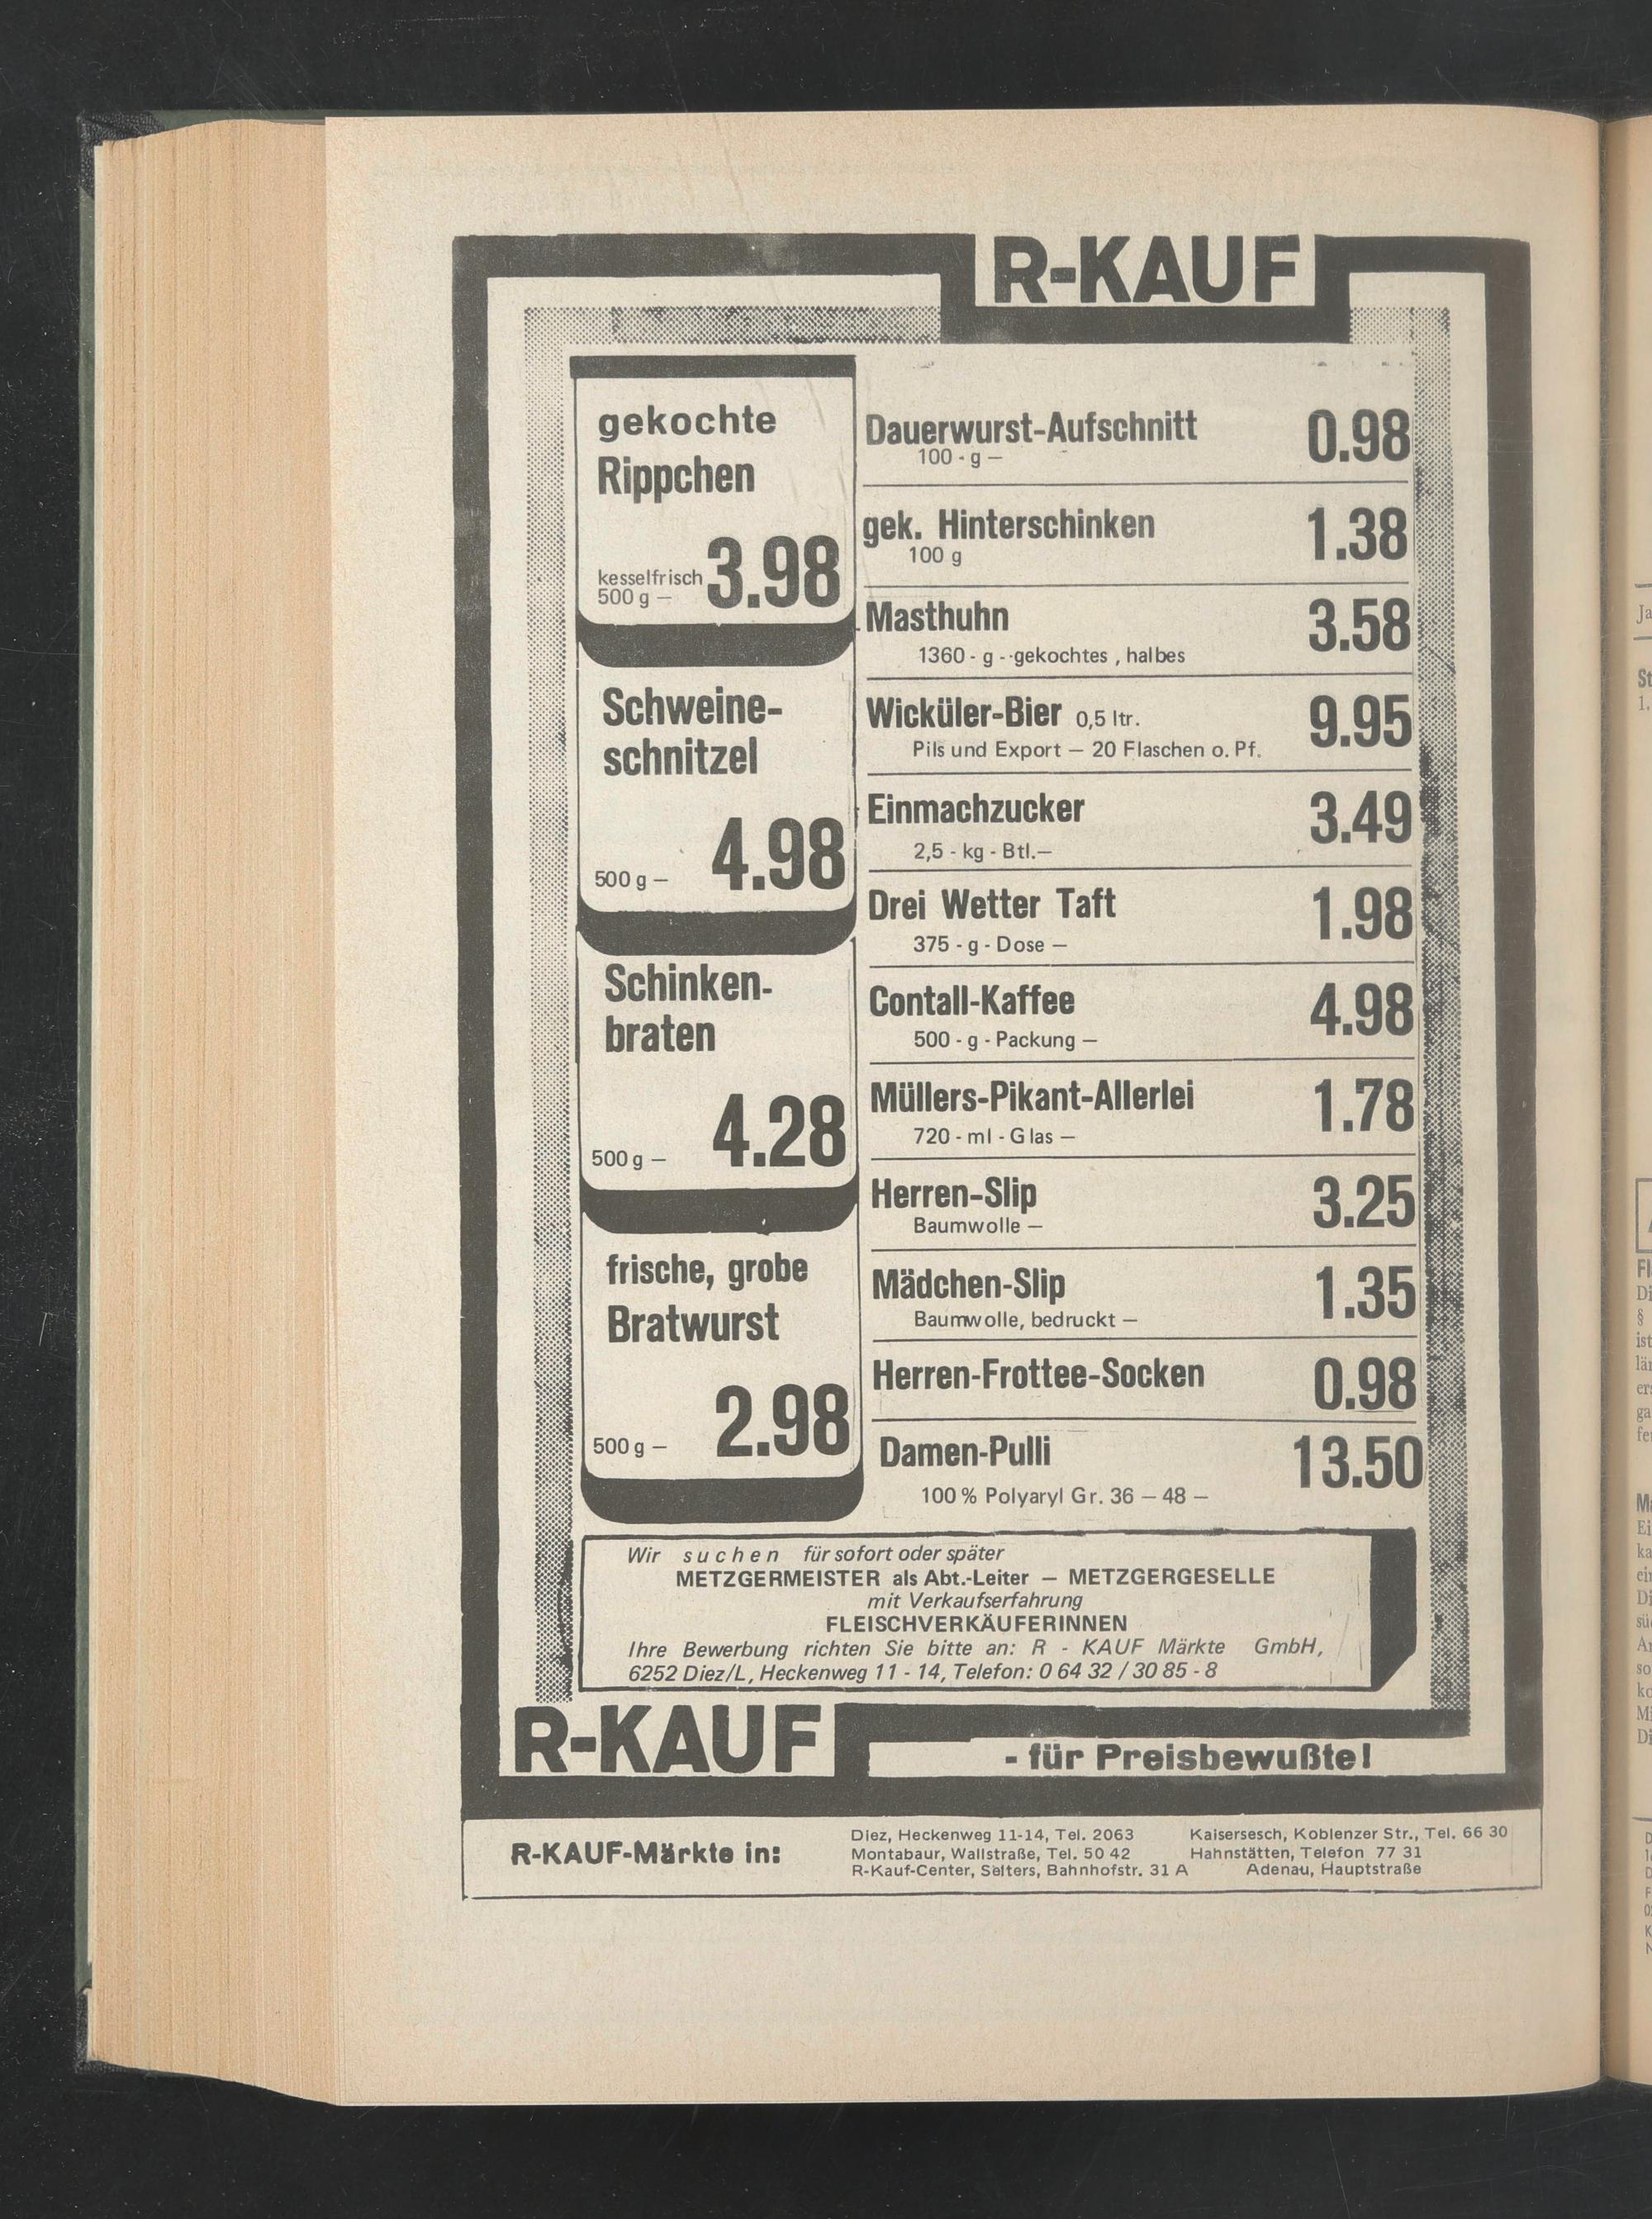 R-KAUF
gekochte
Rippchen
kesselfrisch
500 g — 3.98
Schweine-
schnitzel
500 g — 4.98
Schinken-
braten
500 g — 4.28
frische, grobe
Bratwurst
500 g — 2.98
Dauerwurst-Aufschnitt 0.98
100 - g —
gek. Hinterschinken 1.38
100 g
Masthuhn 3.58
1360 - g - gekochtes , halbes
Wicküler-Bier 0,5 ltr. 9.95
Pils und Export — 20 Flaschen o. Pf.
Einmachzucker 3.49
2,5 - kg - Btl.—
Drei Wetter Taft 1.98
375 - g - Dose —
Contall-Kaffee 4.98
500 - g - Packung —
Müllers-Pikant-Allerlei 1.78
720 - ml - Glas —
Herren-Slip 3.25
Baumwolle —
Mädchen-Slip 1.35
Baumwolle, bedruckt —
Herren-Frottee-Socken 0.98
Damen-Pulli 13.50
100 % Polyaryl Gr. 36 — 48 —
Wir suchen für sofort oder später
METZGERMEISTER als Abt.-Leiter — METZGERGESELLE
mit Verkaufserfahrung
FLEISCHVERKÄUFERINNEN
Ihre Bewerbung richten Sie bitte an: R - KAUF Märkte GmbH,
6252 Diez/L, Heckenweg 11 - 14, Telefon: 0 64 32 / 30 85 - 8
R-KAUF
- für Preisbewußte!
R-KAUF-Märkte in:
Diez, Heckenweg 11-14, Tel. 2063 Kaisersesch, Koblenzer Str., Tel. 66 30
Montabaur, Wallstraße, Tel. 50 42 Hahnstätten, Telefon 77 31
R-Kauf-Center, Selters, Bahnhofstr. 31 A Adenau, Hauptstraße